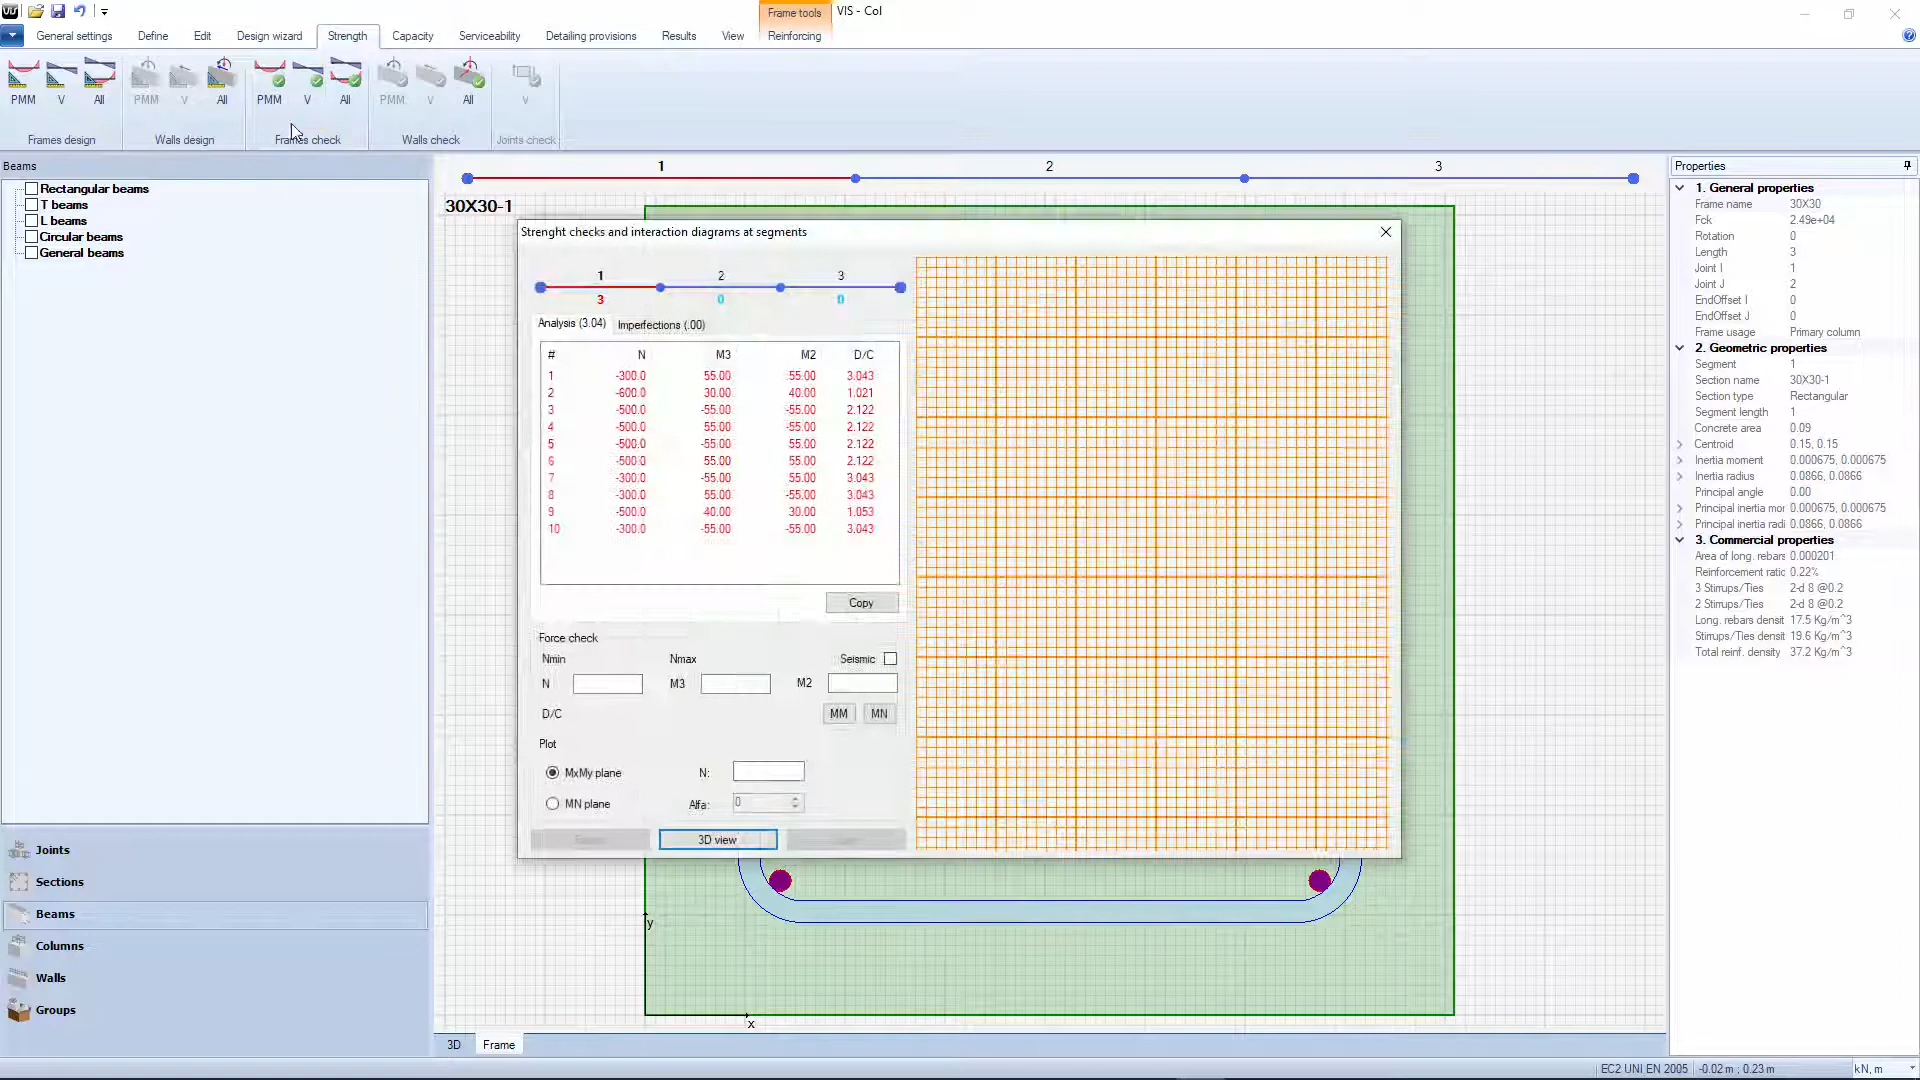 Frame tools
VIS - Col
General settings
Define
Edit
Design wizard
Strength
Capacity
Serviceability
Detailing provisions
Results
View
Reinforcing
PMM
V
All
PMM
V
All
PMM
V
All
PMM
V
All
V
Frames design
Walls design
Frames check
Walls check
Joints check
Beams
Rectangular beams
T beams
L beams
Circular beams
General beams
Joints
Sections
Beams
Columns
Walls
Groups
1
2
3
30X30-1
Strenght checks and interaction diagrams at segments
1
2
3
3
0
0
Analysis (3.04)
Imperfections (.00)
# N M3 M2 D/C
1 -300.0 55.00 55.00 3.043
2 -600.0 30.00 40.00 1.021
3 -500.0 -55.00 -55.00 2.122
4 -500.0 55.00 -55.00 2.122
5 -500.0 -55.00 55.00 2.122
6 -500.0 55.00 55.00 2.122
7 -300.0 -55.00 55.00 3.043
8 -300.0 55.00 -55.00 3.043
9 -500.0 40.00 30.00 1.053
10 -300.0 -55.00 -55.00 3.043
Copy
Force check
Nmin
Nmax
Seismic
N
M3
M2
D/C
MM
MN
Plot
MxMy plane
N:
MN plane
Alfa:
0
3D view
y
x
3D
Frame
Properties
1. General properties
Frame name 30X30
Fck 2.49e+04
Rotation 0
Length 3
Joint I 1
Joint J 2
EndOffset I 0
EndOffset J 0
Frame usage Primary column
2. Geometric properties
Segment 1
Section name 30X30-1
Section type Rectangular
Segment length 1
Concrete area 0.09
Centroid 0.15, 0.15
Inertia moment 0.000675, 0.000675
Inertia radius 0.0866, 0.0866
Principal angle 0.00
Principal inertia mor 0.000675, 0.000675
Principal inertia radi 0.0866, 0.0866
3. Commercial properties
Area of long. rebars 0.000201
Reinforcement ratic 0.22%
3 Stirrups/Ties 2-d 8 @0.2
2 Stirrups/Ties 2-d 8 @0.2
Long. rebars densit 17.5 Kg/m^3
Stirrups/Ties densit 19.6 Kg/m^3
Total reinf. density 37.2 Kg/m^3
EC2 UNI EN 2005
-0.02 m ; 0.23 m
kN, m